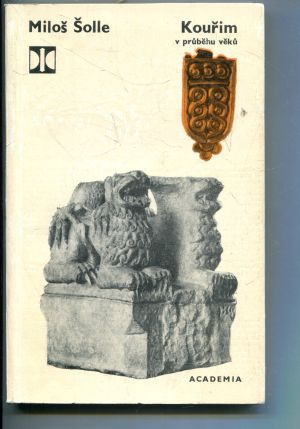 Miloš Šolle
Kouřim
v průběhu věků
ACADEMIA